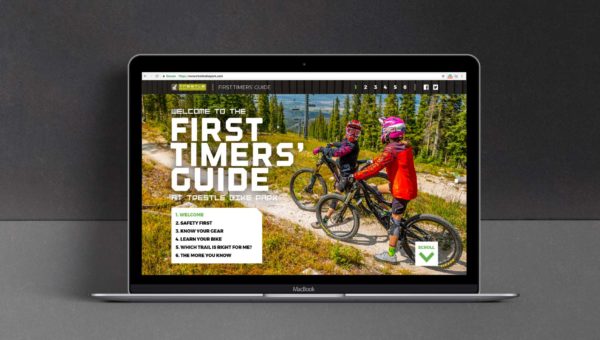 TRESTLE
FIRST TIMERS' GUIDE
1 2 3 4 5 6
WELCOME TO THE
FIRST
TIMERS'
GUIDE
AT TRESTLE BIKE PARK
1. WELCOME
2. SAFETY FIRST
3. KNOW YOUR GEAR
4. LEARN YOUR BIKE
5. WHICH TRAIL IS RIGHT FOR ME?
6. THE MORE YOU KNOW
SCROLL
MacBook